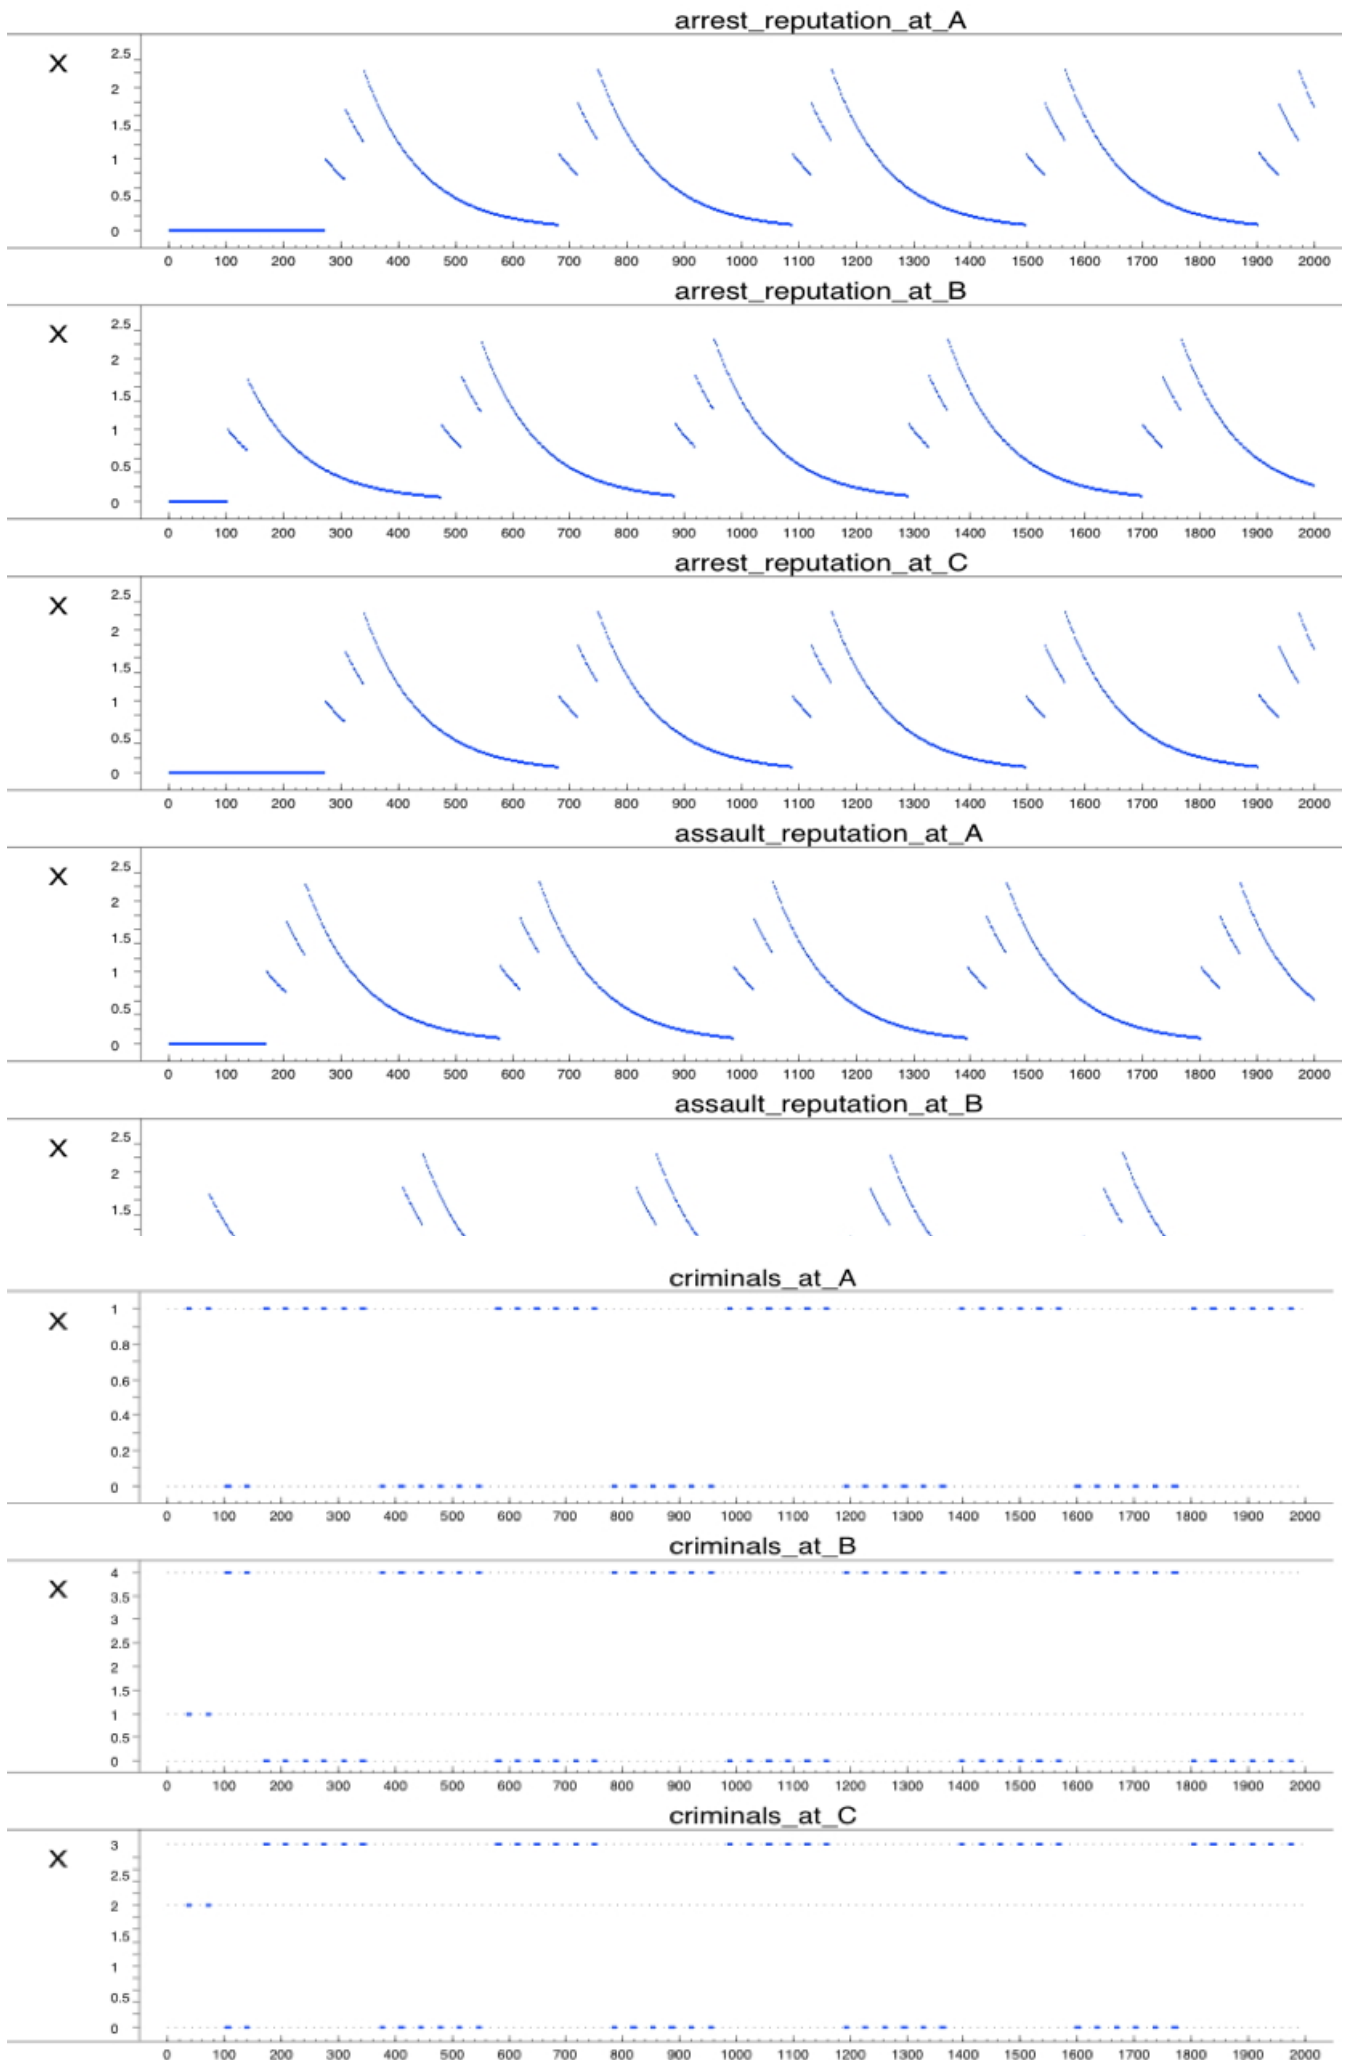 arrest_reputation_at_A
X
2.5
2
1.5
1
0.5
0
0 100 200 300 400 500 600 700 800 900 1000 1100 1200 1300 1400 1500 1600 1700 1800 1900 2000
arrest_reputation_at_B
X
2.5
2
1.5
1
0.5
0
0 100 200 300 400 500 600 700 800 900 1000 1100 1200 1300 1400 1500 1600 1700 1800 1900 2000
arrest_reputation_at_C
X
2.5
2
1.5
1
0.5
0
0 100 200 300 400 500 600 700 800 900 1000 1100 1200 1300 1400 1500 1600 1700 1800 1900 2000
assault_reputation_at_A
X
2.5
2
1.5
1
0.5
0
0 100 200 300 400 500 600 700 800 900 1000 1100 1200 1300 1400 1500 1600 1700 1800 1900 2000
assault_reputation_at_B
X
2.5
2
1.5
criminals_at_A
X
1
0.8
0.6
0.4
0.2
0
0 100 200 300 400 500 600 700 800 900 1000 1100 1200 1300 1400 1500 1600 1700 1800 1900 2000
criminals_at_B
X
4
3.5
3
2.5
2
1.5
1
0.5
0
0 100 200 300 400 500 600 700 800 900 1000 1100 1200 1300 1400 1500 1600 1700 1800 1900 2000
criminals_at_C
X
3
2.5
2
1.5
1
0.5
0
0 100 200 300 400 500 600 700 800 900 1000 1100 1200 1300 1400 1500 1600 1700 1800 1900 2000